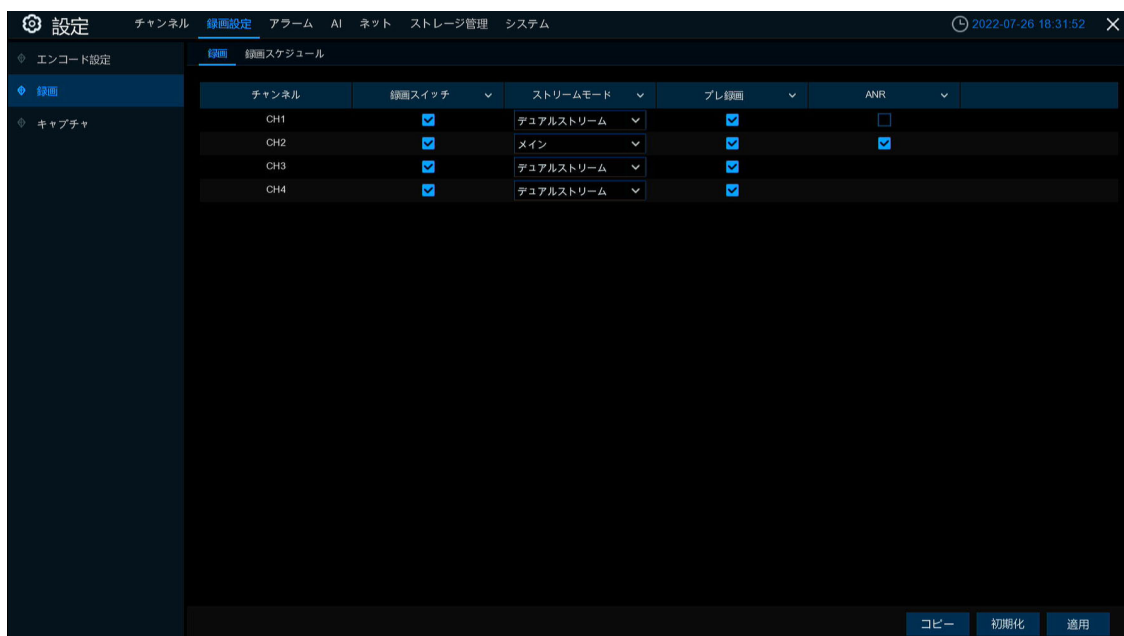 設定 チャンネル 録画設定 アラーム AI ネット ストレージ管理 システム 2022-07-26 18:31:52
エンコード設定 録画 録画スケジュール
録画
キャプチャ
チャンネル 録画スイッチ ストリームモード プレ録画 ANR
CH1 デュアルストリーム
CH2 メイン
CH3 デュアルストリーム
CH4 デュアルストリーム
コピー 初期化 適用